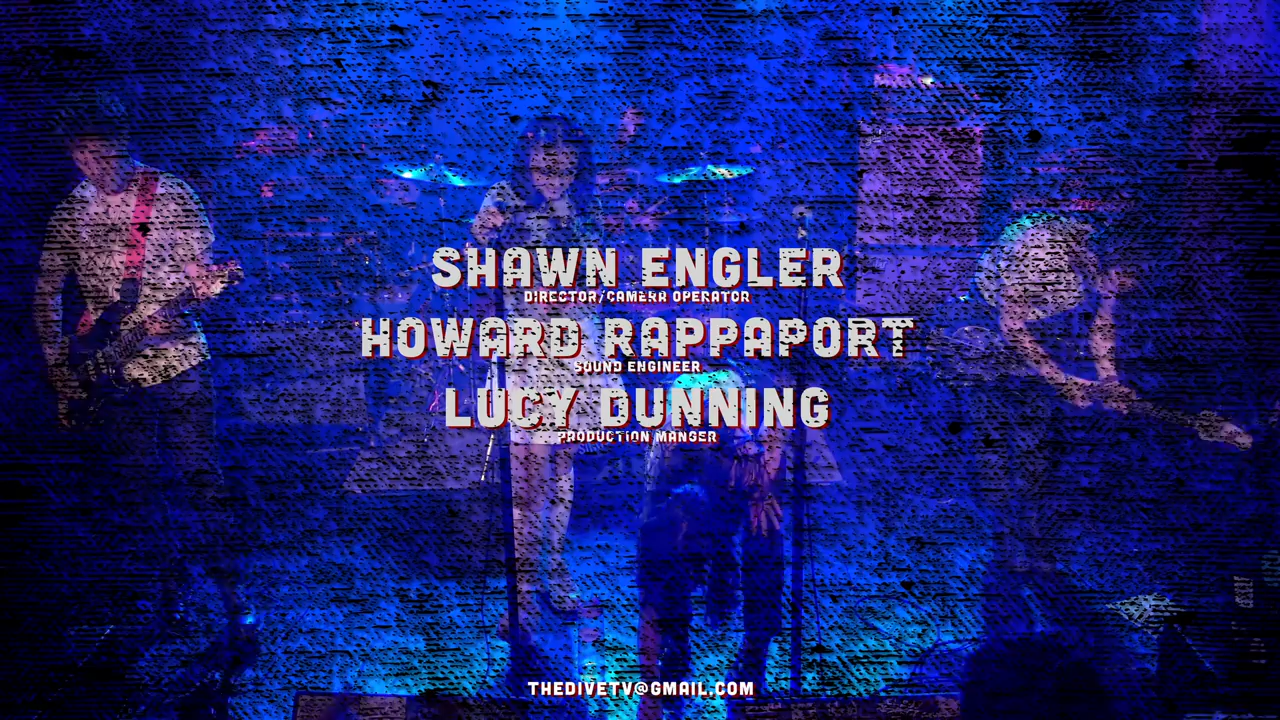 SHAWN ENGLER
DIRECTOR/CAMERA OPERATOR
HOWARD RAPPAPORT
SOUND ENGINEER
LUCY DUNNING
PRODUCTION MANGER
THEDIVETV@GMAIL.COM